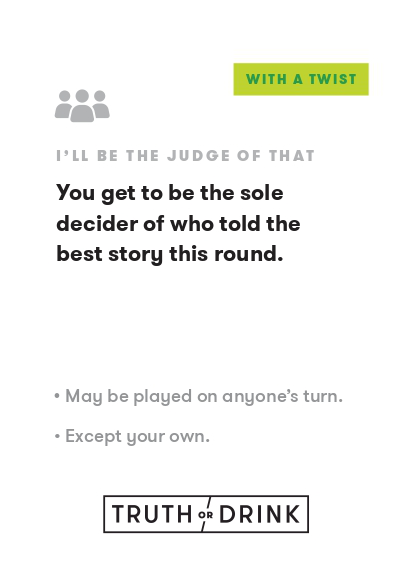 WITH A TWIST
I'LL BE THE JUDGE OF THAT
You get to be the sole
decider of who told the
best story this round.
• May be played on anyone's turn.
• Except your own.
TRUTH OR DRINK